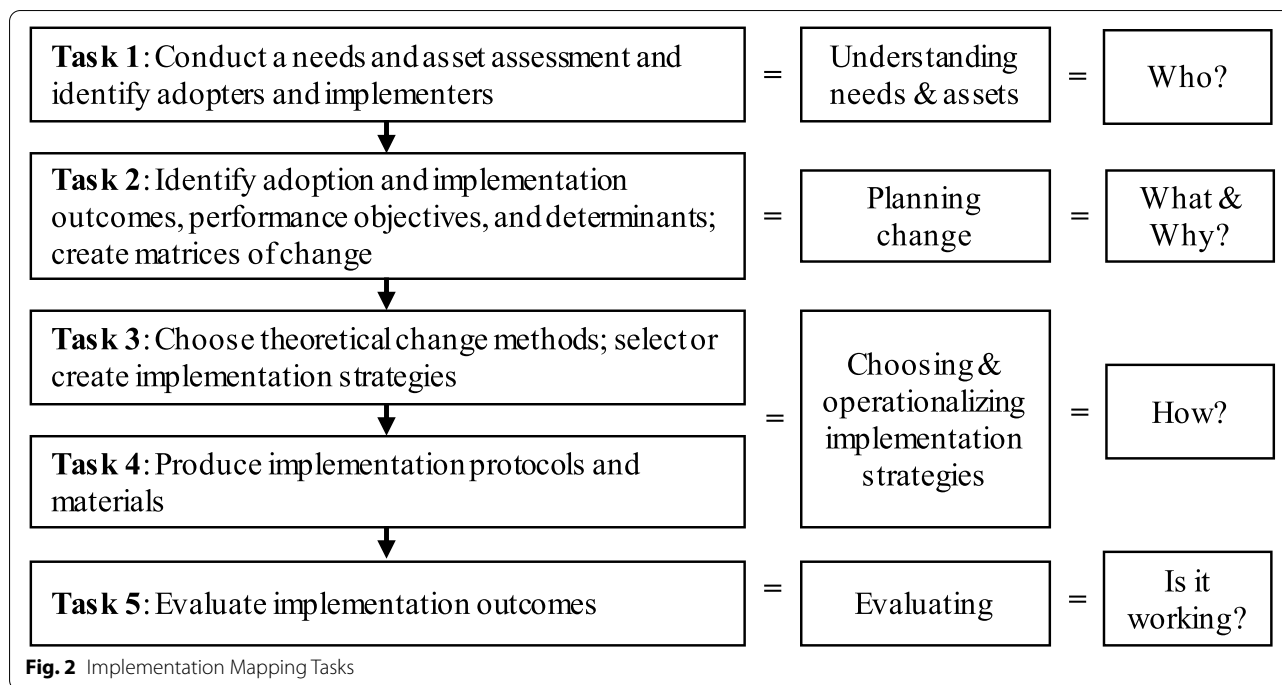 Task 1: Conduct a needs and asset assessment and
identify adopters and implementers
=
Understanding
needs & assets
=
Who?
Task 2: Identify adoption and implementation
outcomes, performance objectives, and determinants;
create matrices of change
=
Planning
change
=
What &
Why?
Task 3: Choose theoretical change methods; select or
create implementation strategies
Task 4: Produce implementation protocols and
materials
=
Choosing &
operationalizing
implementation
strategies
=
How?
Task 5: Evaluate implementation outcomes
=
Evaluating
=
Is it
working?
Fig. 2 Implementation Mapping Tasks